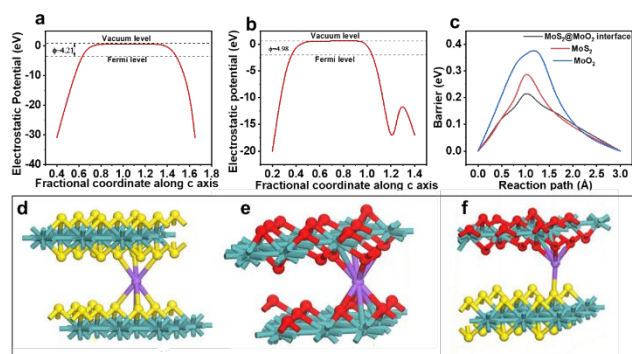 a
Electrostatic Potential (eV)
0
-10
-20
-30
-40
Vacuum level
ϕ=4.21
Fermi level
0.4 0.6 0.8 1.0 1.2 1.4 1.6 1.8
Fractional coordinate along c axis
b
Electrostatic potential (eV)
0
-5
-10
-15
-20
Vacuum level
ϕ=4.98
Fermi level
0.2 0.4 0.6 0.8 1.0 1.2 1.4
Fractional coordinate along c axis
c
Barrier (eV)
0.4
0.3
0.2
0.1
0.0
MoS₂@MoO₂ interface
MoS₂
MoO₂
0.0 0.5 1.0 1.5 2.0 2.5 3.0
Reaction path (Å)
d
e
f